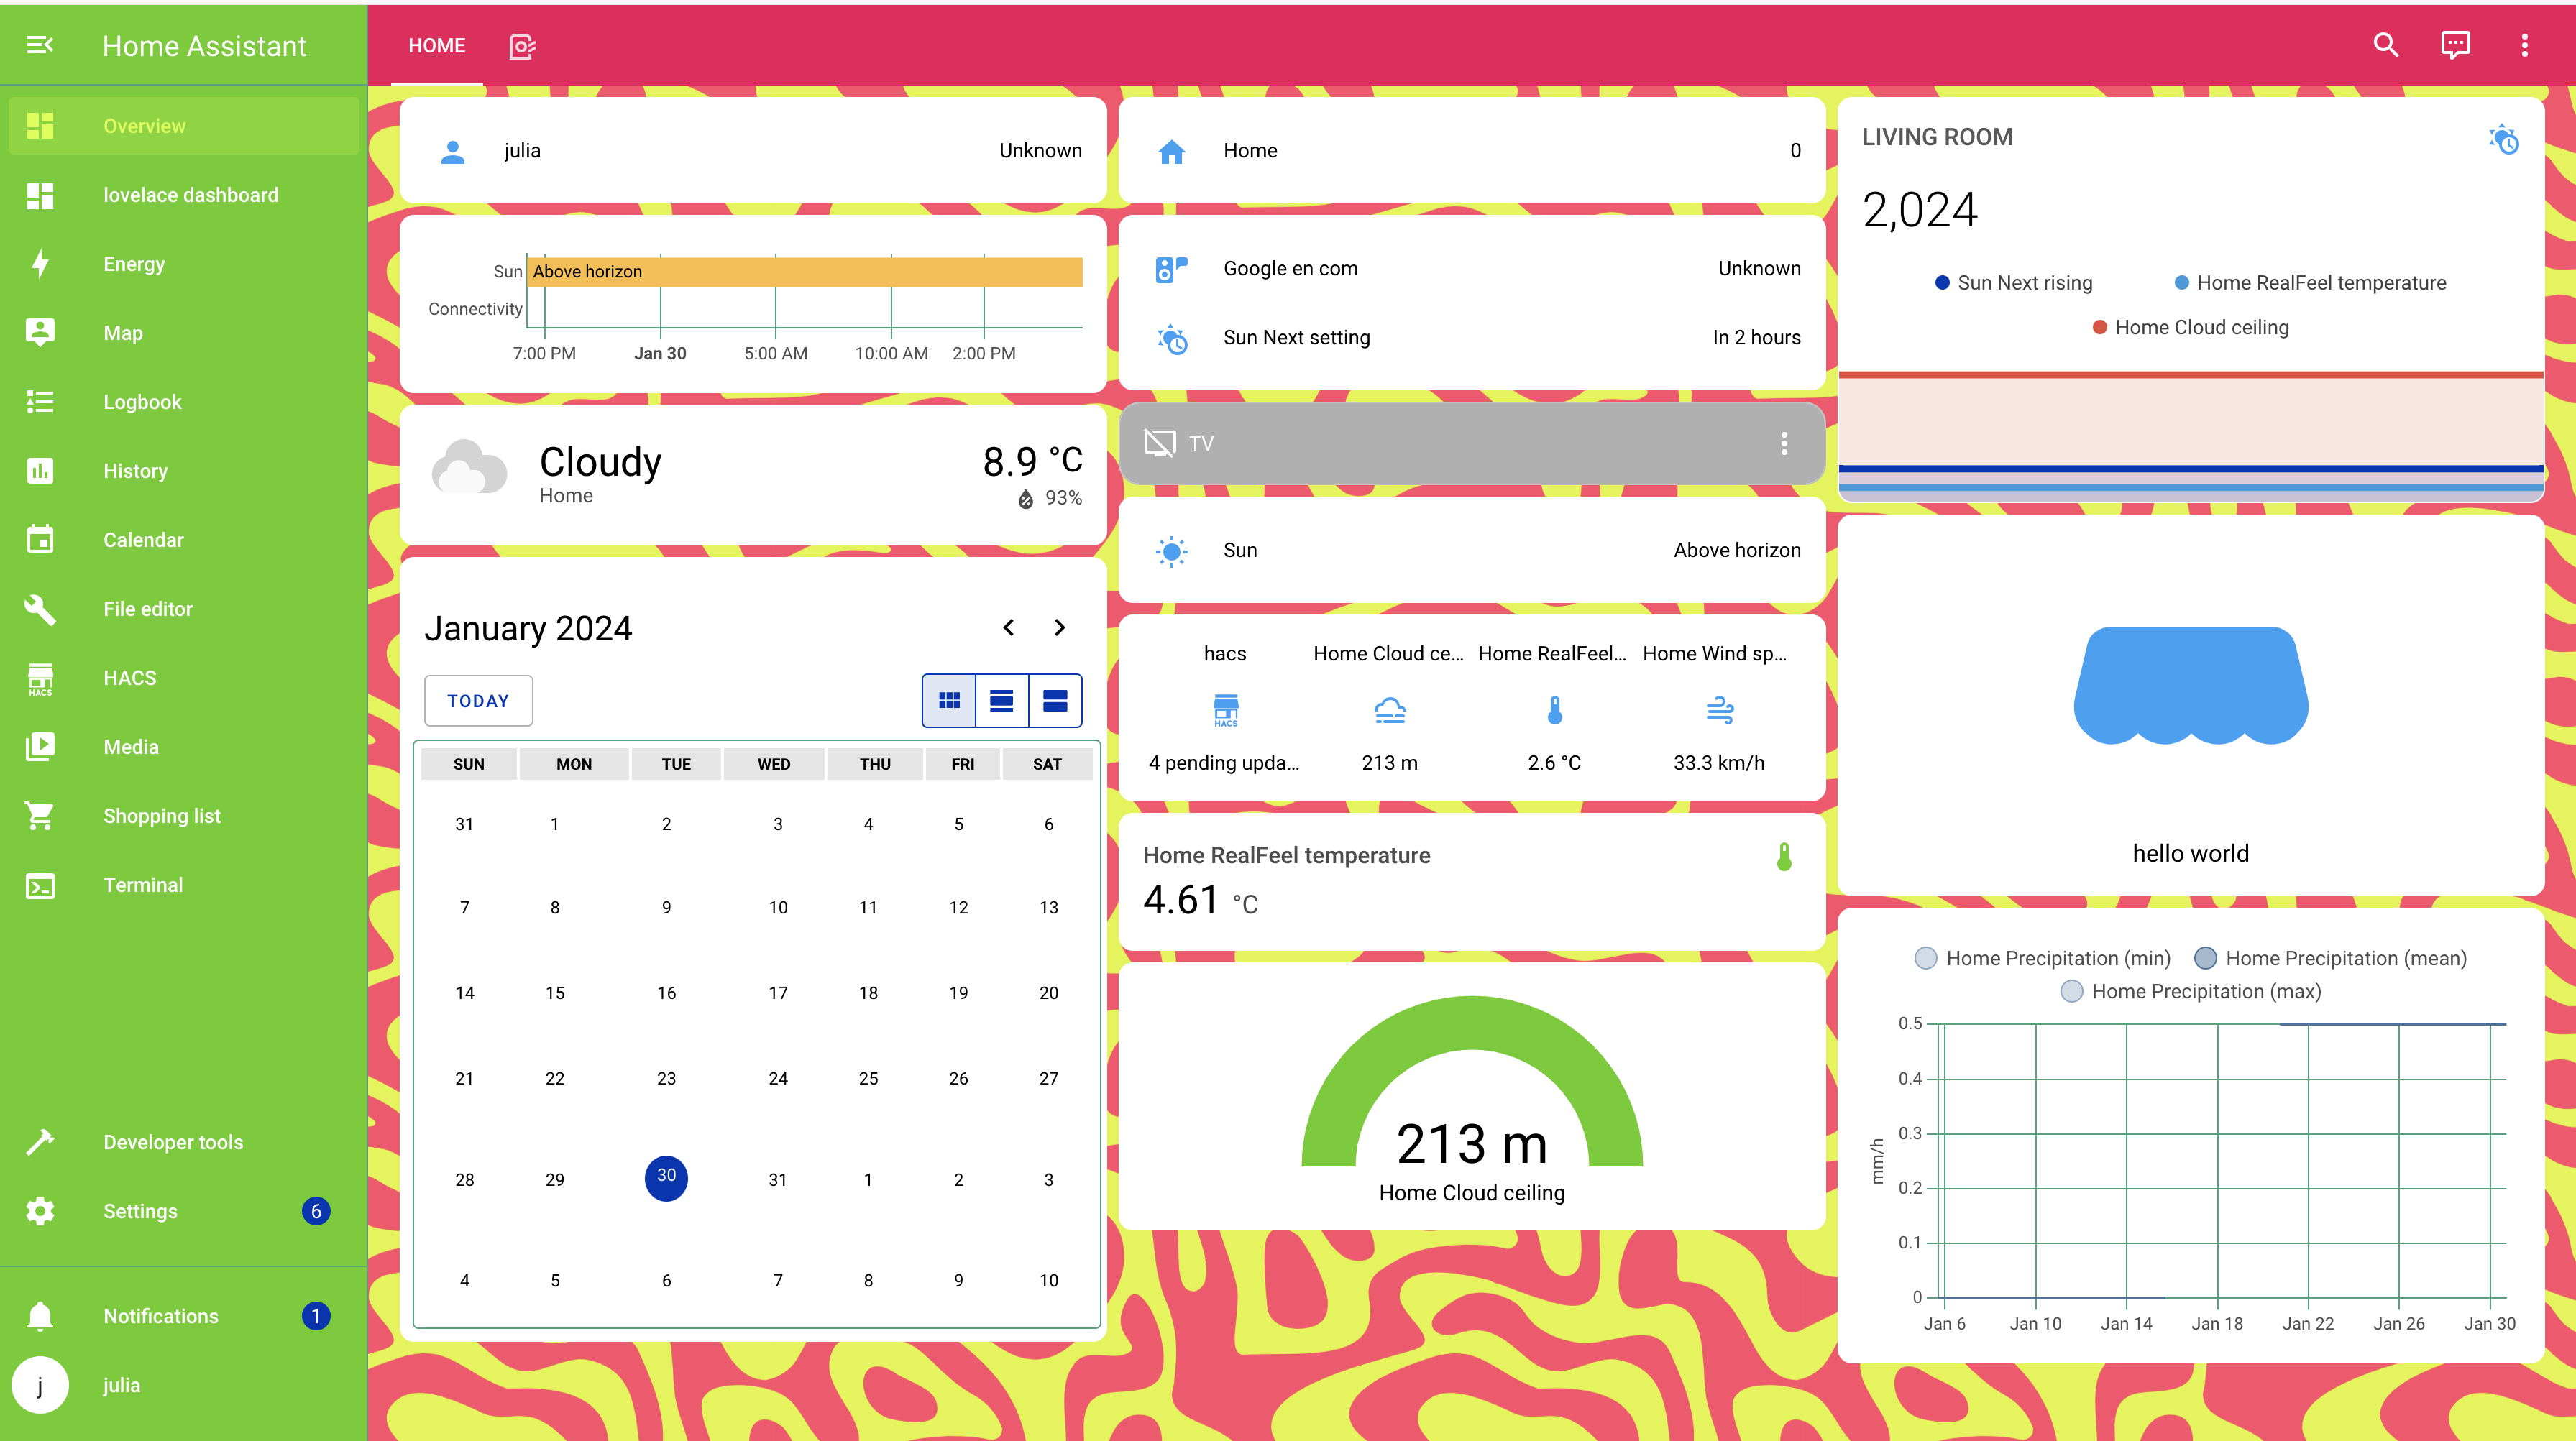 Home Assistant
HOME
Overview
lovelace dashboard
Energy
Map
Logbook
History
Calendar
File editor
HACS
HACS
Media
Shopping list
Terminal
Developer tools
Settings 6
Notifications 1
j julia
julia Unknown
Sun Above horizon
Connectivity
7:00 PM Jan 30 5:00 AM 10:00 AM 2:00 PM
Cloudy 8.9 °C
Home 93%
January 2024
TODAY
SUN MON TUE WED THU FRI SAT
31 1 2 3 4 5 6
7 8 9 10 11 12 13
14 15 16 17 18 19 20
21 22 23 24 25 26 27
28 29 30 31 1 2 3
4 5 6 7 8 9 10
Home 0
Google en com Unknown
Sun Next setting In 2 hours
TV
Sun Above horizon
hacs Home Cloud ce... Home RealFeel... Home Wind sp...
HACS
4 pending upda... 213 m 2.6 °C 33.3 km/h
Home RealFeel temperature
4.61 °C
213 m
Home Cloud ceiling
LIVING ROOM
2,024
Sun Next rising Home RealFeel temperature
Home Cloud ceiling
hello world
Home Precipitation (min) Home Precipitation (mean)
Home Precipitation (max)
mm/h
0.5
0.4
0.3
0.2
0.1
0
Jan 6 Jan 10 Jan 14 Jan 18 Jan 22 Jan 26 Jan 30